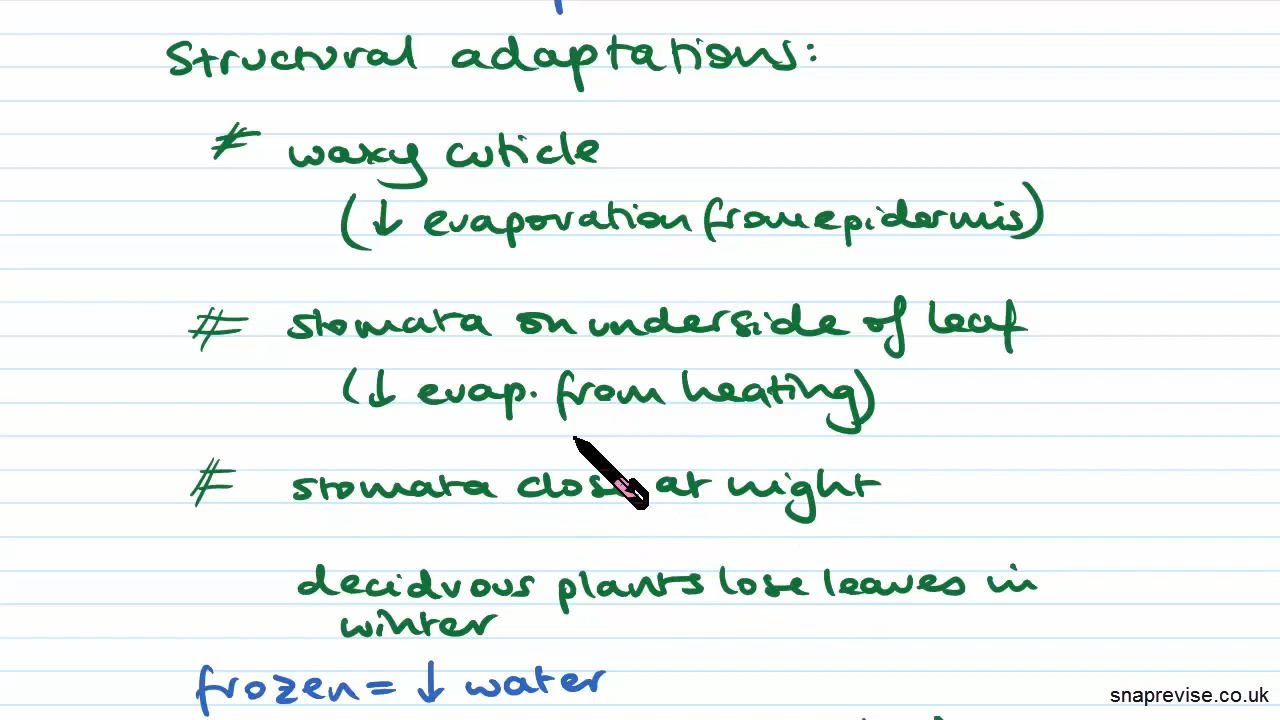 Structural adaptations:
# waxy cuticle
(↓ evaporation from epidermis)
# stomata on underside of leaf
(↓ evap. from heating)
# stomata close at night
deciduous plants lose leaves in
winter
frozen = ↓ water
snaprevise.co.uk